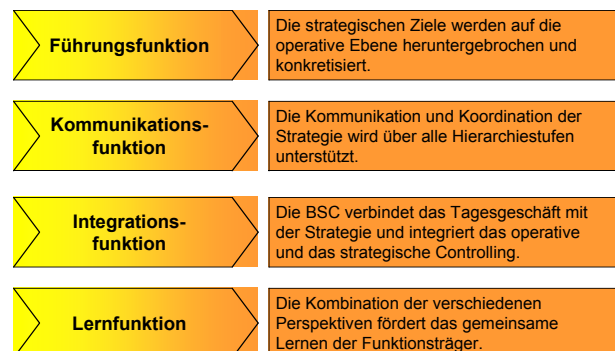 Führungsfunktion
Die strategischen Ziele werden auf die
operative Ebene heruntergebrochen und
konkretisiert.
Kommunikations-
funktion
Die Kommunikation und Koordination der
Strategie wird über alle Hierarchiestufen
unterstützt.
Integrations-
funktion
Die BSC verbindet das Tagesgeschäft mit
der Strategie und integriert das operative
und das strategische Controlling.
Lernfunktion
Die Kombination der verschiedenen
Perspektiven fördert das gemeinsame
Lernen der Funktionsträger.